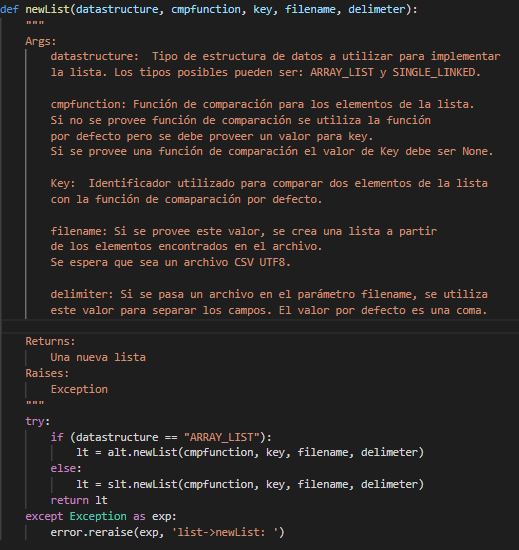 def newList(datastructure, cmpfunction, key, filename, delimeter):
"""
Args:
datastructure:  Tipo de estructura de datos a utilizar para implementar
la lista. Los tipos posibles pueden ser: ARRAY_LIST y SINGLE_LINKED.
cmpfunction: Función de comparación para los elementos de la lista.
Si no se provee función de comparación se utiliza la función
por defecto pero se debe proveer un valor para key.
Si se provee una función de comparación el valor de Key debe ser None.
Key:  Identificador utilizado para comparar dos elementos de la lista
con la función de comaparación por defecto.
filename: Si se provee este valor, se crea una lista a partir
de los elementos encontrados en el archivo.
Se espera que sea un archivo CSV UTF8.
delimiter: Si se pasa un archivo en el parámetro filename, se utiliza
este valor para separar los campos. El valor por defecto es una coma.
Returns:
Una nueva lista
Raises:
Exception
"""
try:
if (datastructure == "ARRAY_LIST"):
lt = alt.newList(cmpfunction, key, filename, delimeter)
else:
lt = slt.newList(cmpfunction, key, filename, delimeter)
return lt
except Exception as exp:
error.reraise(exp, 'list->newList: ')